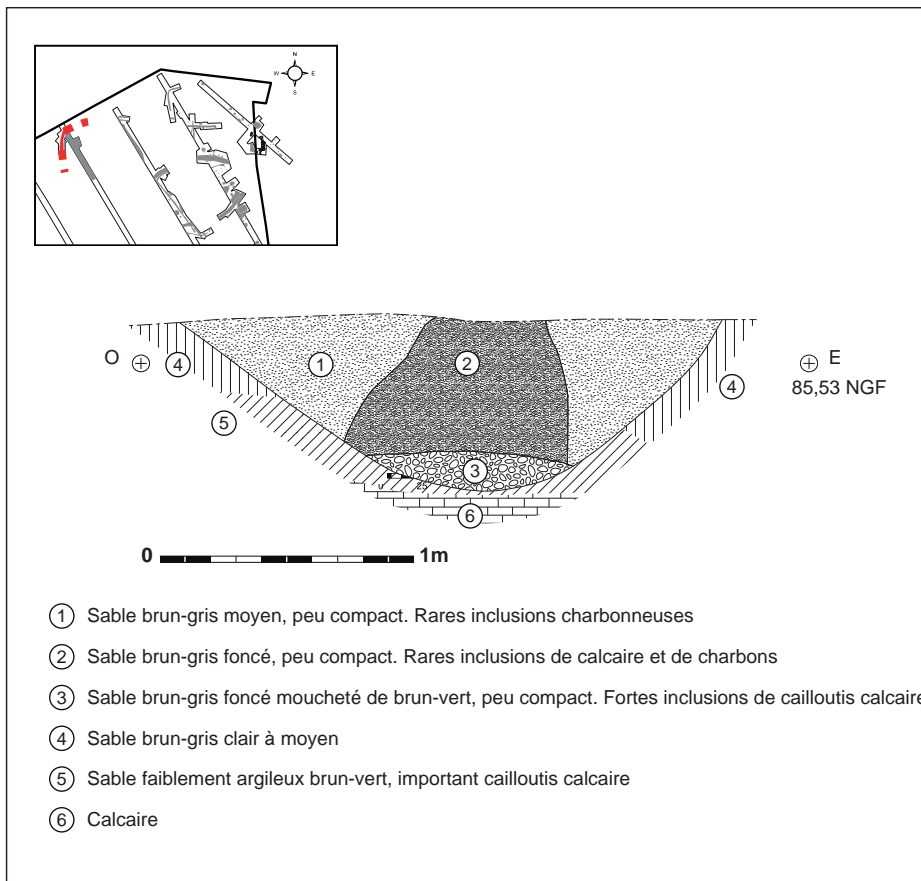 N
W E
S
O
E
85,53 NGF
4
1
2
4
5
3
6
0 1m
1 Sable brun-gris moyen, peu compact. Rares inclusions charbonneuses
2 Sable brun-gris foncé, peu compact. Rares inclusions de calcaire et de charbons
3 Sable brun-gris foncé moucheté de brun-vert, peu compact. Fortes inclusions de cailloutis calcaire
4 Sable brun-gris clair à moyen
5 Sable faiblement argileux brun-vert, important cailloutis calcaire
6 Calcaire